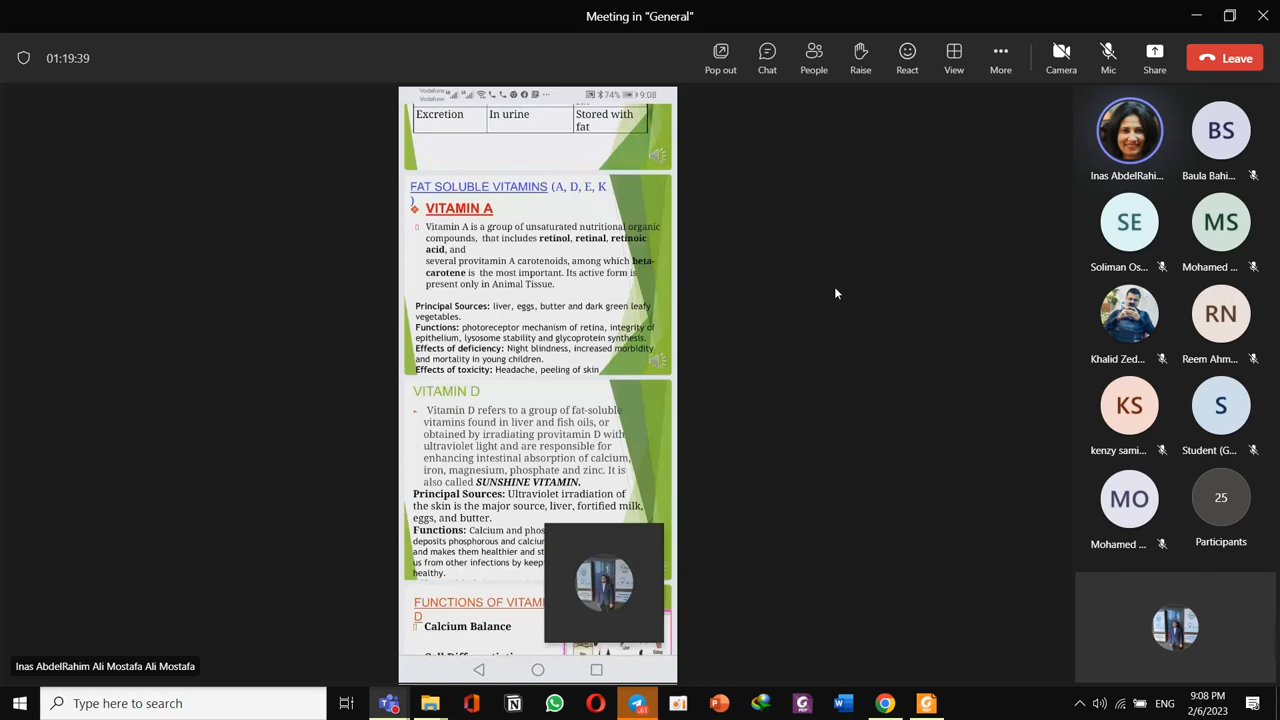 Meeting in "General"
01:19:39
Pop out
Chat
People
Raise
React
View
More
Camera
Mic
Share
Leave
Vodafone
Vodafone
74% 9:08
Excretion In urine Stored with
fat
FAT SOLUBLE VITAMINS (A, D, E, K
)
VITAMIN A
Vitamin A is a group of unsaturated nutritional organic
compounds, that includes retinol, retinal, retinoic
acid, and
several provitamin A carotenoids, among which beta-
carotene is the most important. Its active form is
present only in Animal Tissue.
Principal Sources: liver, eggs, butter and dark green leafy
vegetables.
Functions: photoreceptor mechanism of retina, integrity of
epithelium, lysosome stability and glycoprotein synthesis.
Effects of deficiency: Night blindness, increased morbidity
and mortality in young children.
Effects of toxicity: Headache, peeling of skin
VITAMIN D
Vitamin D refers to a group of fat-soluble
vitamins found in liver and fish oils, or
obtained by irradiating provitamin D with
ultraviolet light and are responsible for
enhancing intestinal absorption of calcium,
iron, magnesium, phosphate and zinc. It is
also called SUNSHINE VITAMIN.
Principal Sources: Ultraviolet irradiation of
the skin is the major source, liver, fortified milk,
eggs, and butter.
Functions: Calcium and phos
deposits phosphorous and calciu
and makes them healthier and st
us from other infections by keep
healthy.
FUNCTIONS OF VITAM
D
Calcium Balance
Inas AbdelRahi...
BS
Baula Bahi...
SE
Soliman Os...
MS
Mohamed ...
Khalid Zed...
RN
Reem Ahm...
KS
kenzy sami...
S
Student (G...
MO
Mohamed ...
25
Participants
Inas AbdelRahim Ali Mostafa Ali Mostafa
Type here to search
61
ENG
9:08 PM
2/6/2023